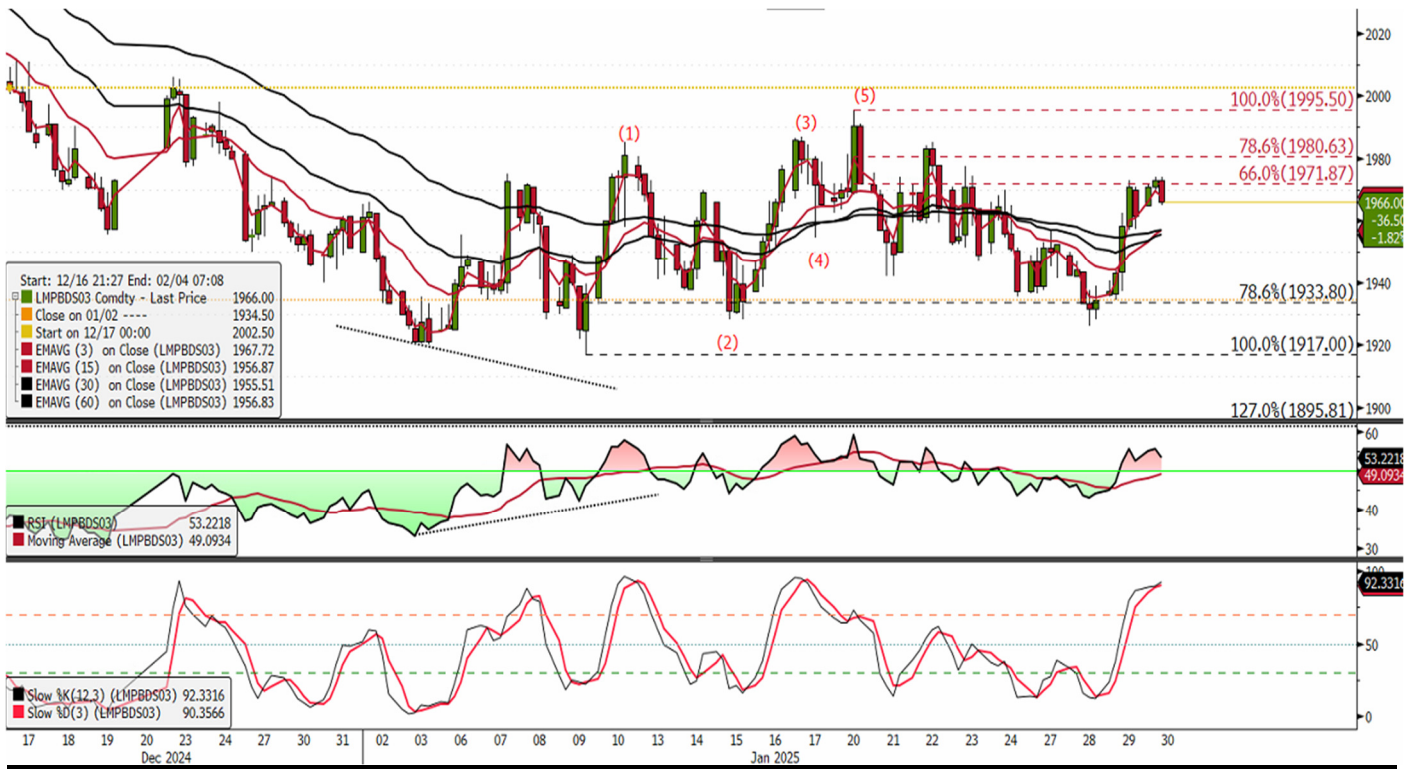 2020
2000
1980
1940
1920
1900
100.0%(1995.50)
78.6%(1980.63)
66.0%(1971.87)
1966.00
-36.50
-1.82%
78.6%(1933.80)
100.0%(1917.00)
127.0%(1895.81)
(1)
(2)
(3)
(4)
(5)
Start: 12/16 21:27 End: 02/04 07:08
LMPBDS03 Comdty - Last Price 1966.00
Close on 01/02 ---- 1934.50
Start on 12/17 00:00 2002.50
EMAVG (3) on Close (LMPBDS03) 1967.72
EMAVG (15) on Close (LMPBDS03) 1956.87
EMAVG (30) on Close (LMPBDS03) 1955.51
EMAVG (60) on Close (LMPBDS03) 1956.83
60
53.2218
49.0934
40
30
RSI (LMPBDS03) 53.2218
Moving Average (LMPBDS03) 49.0934
100
92.3316
50
0
Slow %K(12,3) (LMPBDS03) 92.3316
Slow %D(3) (LMPBDS03) 90.3566
17 18 19 20 23 24 27 30 31 02 03 06 07 08 09 10 13 14 15 16 17 20 21 22 23 24 27 28 29 30
Dec 2024 Jan 2025